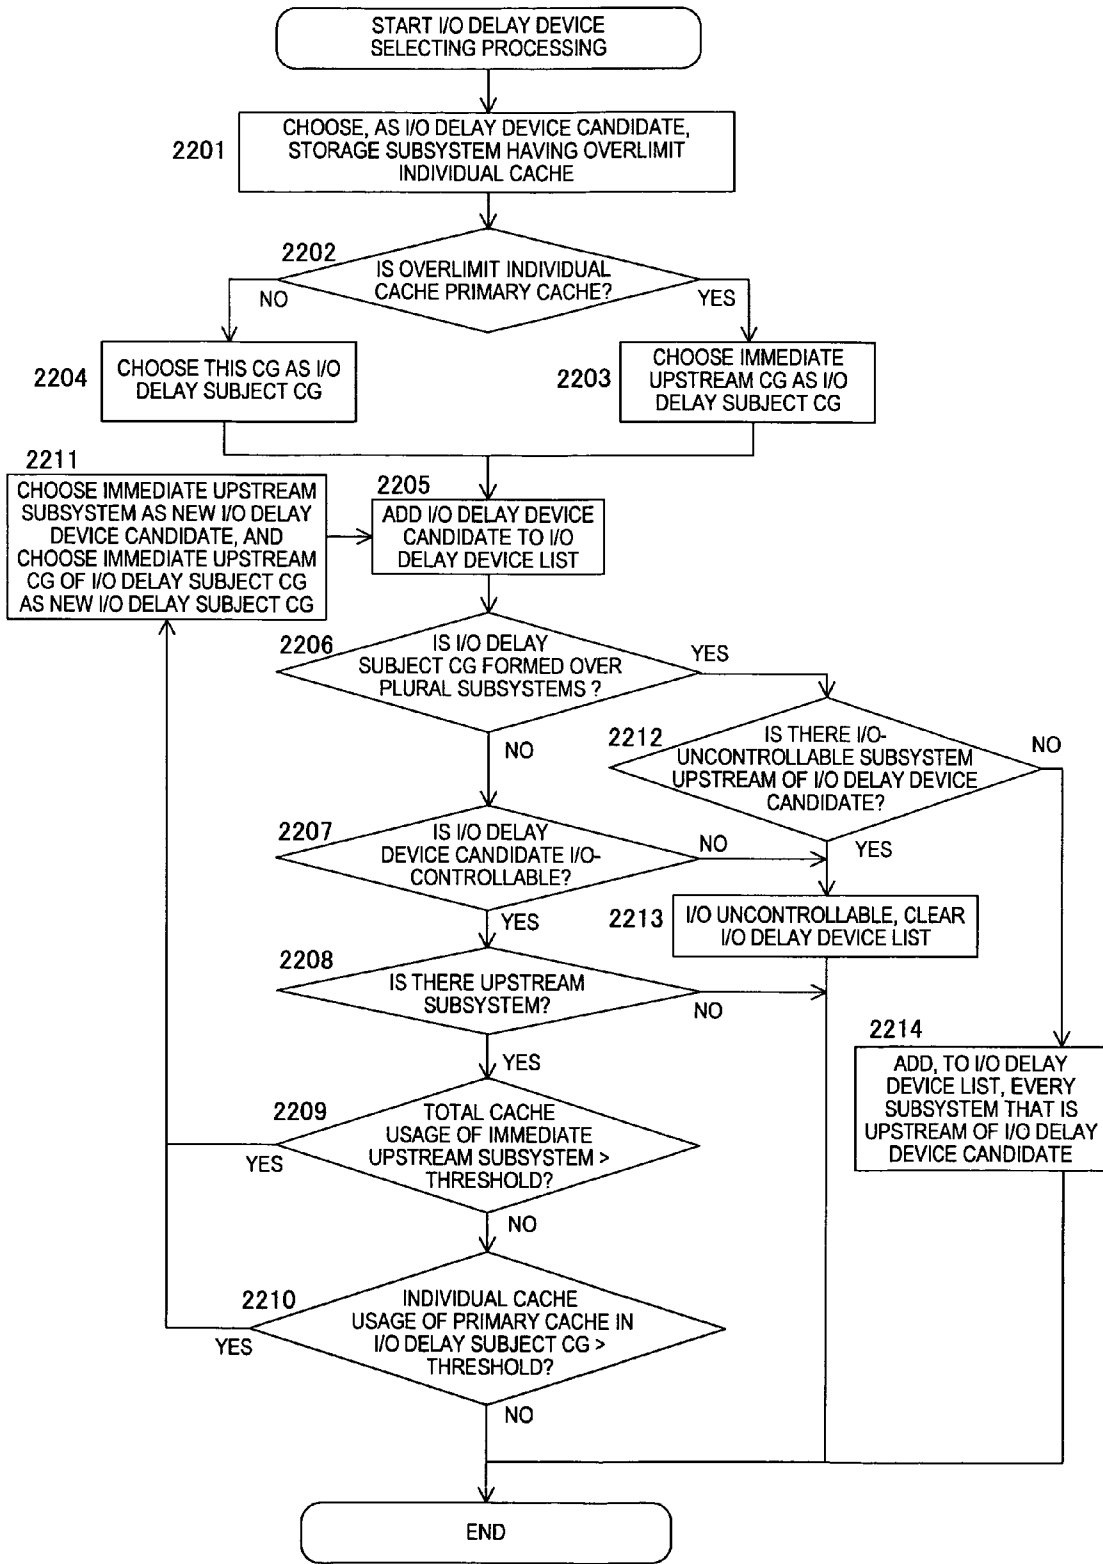 START I/O DELAY DEVICE
SELECTING PROCESSING
2201
CHOOSE, AS I/O DELAY DEVICE CANDIDATE,
STORAGE SUBSYSTEM HAVING OVERLIMIT
INDIVIDUAL CACHE
2202
IS OVERLIMIT INDIVIDUAL
CACHE PRIMARY CACHE?
NO
YES
2204
CHOOSE THIS CG AS I/O
DELAY SUBJECT CG
2203
CHOOSE IMMEDIATE
UPSTREAM CG AS I/O
DELAY SUBJECT CG
2211
CHOOSE IMMEDIATE UPSTREAM
SUBSYSTEM AS NEW I/O DELAY
DEVICE CANDIDATE, AND
CHOOSE IMMEDIATE UPSTREAM
CG OF I/O DELAY SUBJECT CG
AS NEW I/O DELAY SUBJECT CG
2205
ADD I/O DELAY DEVICE
CANDIDATE TO I/O
DELAY DEVICE LIST
2206
IS I/O DELAY
SUBJECT CG FORMED OVER
PLURAL SUBSYSTEMS ?
YES
NO
2212
IS THERE I/O-
UNCONTROLLABLE SUBSYSTEM
UPSTREAM OF I/O DELAY DEVICE
CANDIDATE?
NO
YES
2207
IS I/O DELAY
DEVICE CANDIDATE I/O-
CONTROLLABLE?
NO
YES
2213
I/O UNCONTROLLABLE, CLEAR
I/O DELAY DEVICE LIST
2208
IS THERE UPSTREAM
SUBSYSTEM?
NO
YES
2214
ADD, TO I/O DELAY
DEVICE LIST, EVERY
SUBSYSTEM THAT IS
UPSTREAM OF I/O DELAY
DEVICE CANDIDATE
2209
TOTAL CACHE
USAGE OF IMMEDIATE
UPSTREAM SUBSYSTEM >
THRESHOLD?
YES
NO
2210
INDIVIDUAL CACHE
USAGE OF PRIMARY CACHE IN
I/O DELAY SUBJECT CG >
THRESHOLD?
YES
NO
END